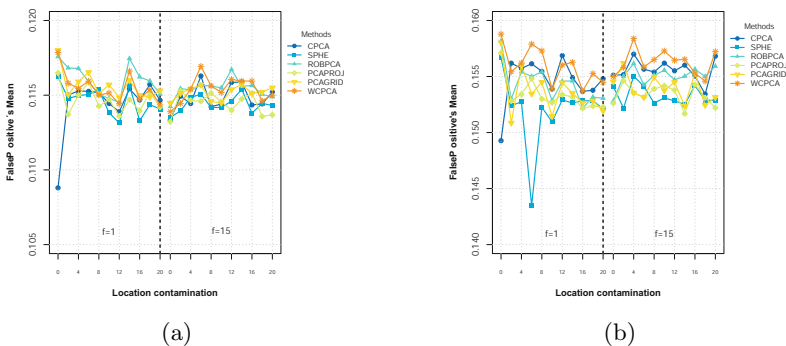 0.120
0.115
0.110
0.105
FalseP ositive's Mean
f=1
f=15
0 4 8 12 16 20 0 4 8 12 16 20
Location contamination
Methods
CPCA
SPHE
ROBPCA
PCAPROJ
PCAGRID
WCPCA
(a)
0.160
0.155
0.150
0.145
0.140
FalseP ositive's Mean
f=1
f=15
0 4 8 12 16 20 0 4 8 12 16 20
Location contamination
Methods
CPCA
SPHE
ROBPCA
PCAPROJ
PCAGRID
WCPCA
(b)